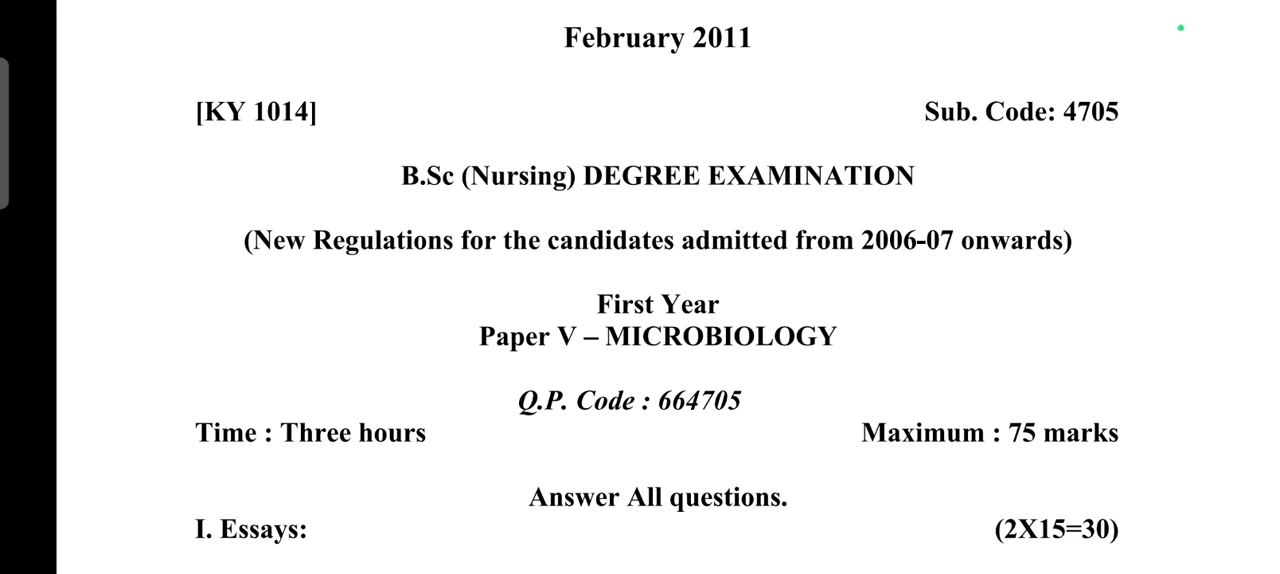 February 2011
[KY 1014] Sub. Code: 4705
B.Sc (Nursing) DEGREE EXAMINATION
(New Regulations for the candidates admitted from 2006-07 onwards)
First Year
Paper V – MICROBIOLOGY
Q.P. Code : 664705
Time : Three hours Maximum : 75 marks
Answer All questions.
I. Essays: (2X15=30)